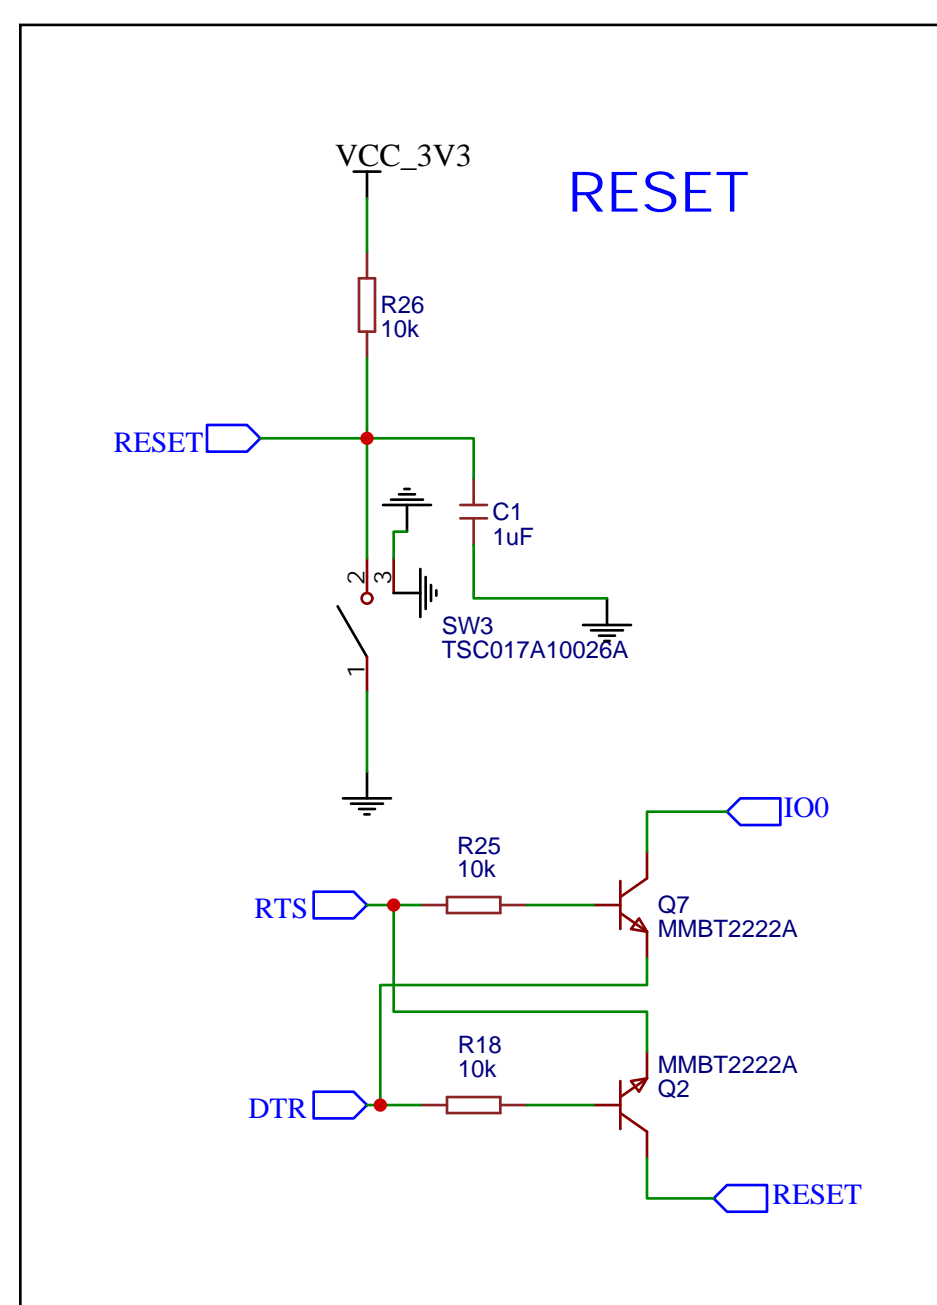 VCC_3V3
RESET
R26
10k
RESET
C1
1uF
2
3
SW3
TSC017A10026A
1
IO0
R25
10k
RTS
Q7
MMBT2222A
R18
10k
MMBT2222A
Q2
DTR
RESET